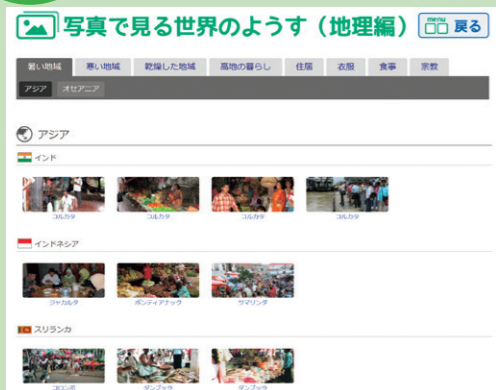 写真で見る世界のようす（地理編）
menu
戻る
暑い地域 寒い地域 乾燥した地域 高地の暮らし 住居 衣服 食事 宗教
アジア オセアニア
アジア
インド
コルカタ コルカタ コルカタ コルカタ
インドネシア
ジャカルタ ポンティアナック サマリンダ
スリランカ
コロンボ ダンブッラ ダンブッラ